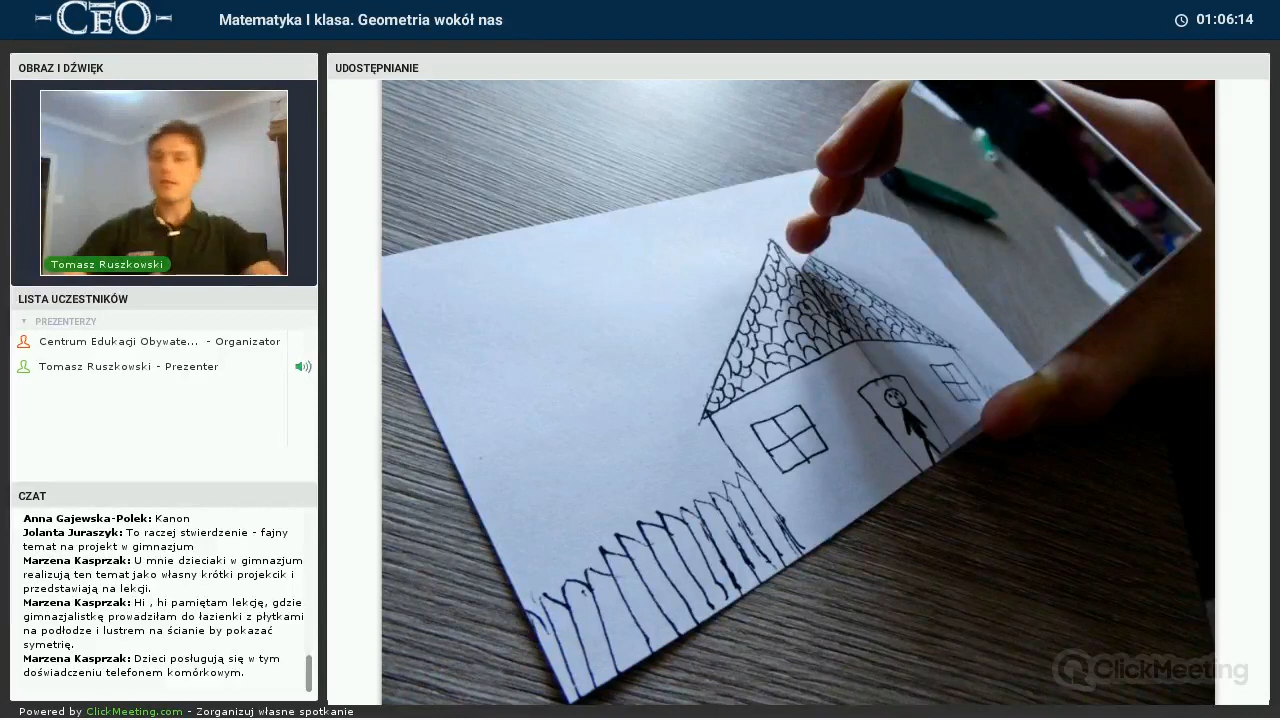 CEO
Matematyka I klasa. Geometria wokół nas
01:06:14
OBRAZ I DŹWIĘK
Tomasz Ruszkowski
LISTA UCZESTNIKÓW
PREZENTERZY
Centrum Edukacji Obywate... - Organizator
Tomasz Ruszkowski - Prezenter
CZAT
Anna Gajewska-Polek: Kanon
Jolanta Juraszyk: To raczej stwierdzenie - fajny
temat na projekt w gimnazjum
Marzena Kasprzak: U mnie dzieciaki w gimnazjum
realizują ten temat jako własny krótki projekcik i
przedstawiają na lekcji.
Marzena Kasprzak: Hi , hi pamiętam lekcję, gdzie
gimnazjalistkę prowadziłam do łazienki z płytkami
na podłodze i lustrem na ścianie by pokazać
symetrię.
Marzena Kasprzak: Dzieci posługują się w tym
doświadczeniu telefonem komórkowym.
UDOSTĘPNIANIE
ClickMeeting
Powered by ClickMeeting.com - Zorganizuj własne spotkanie